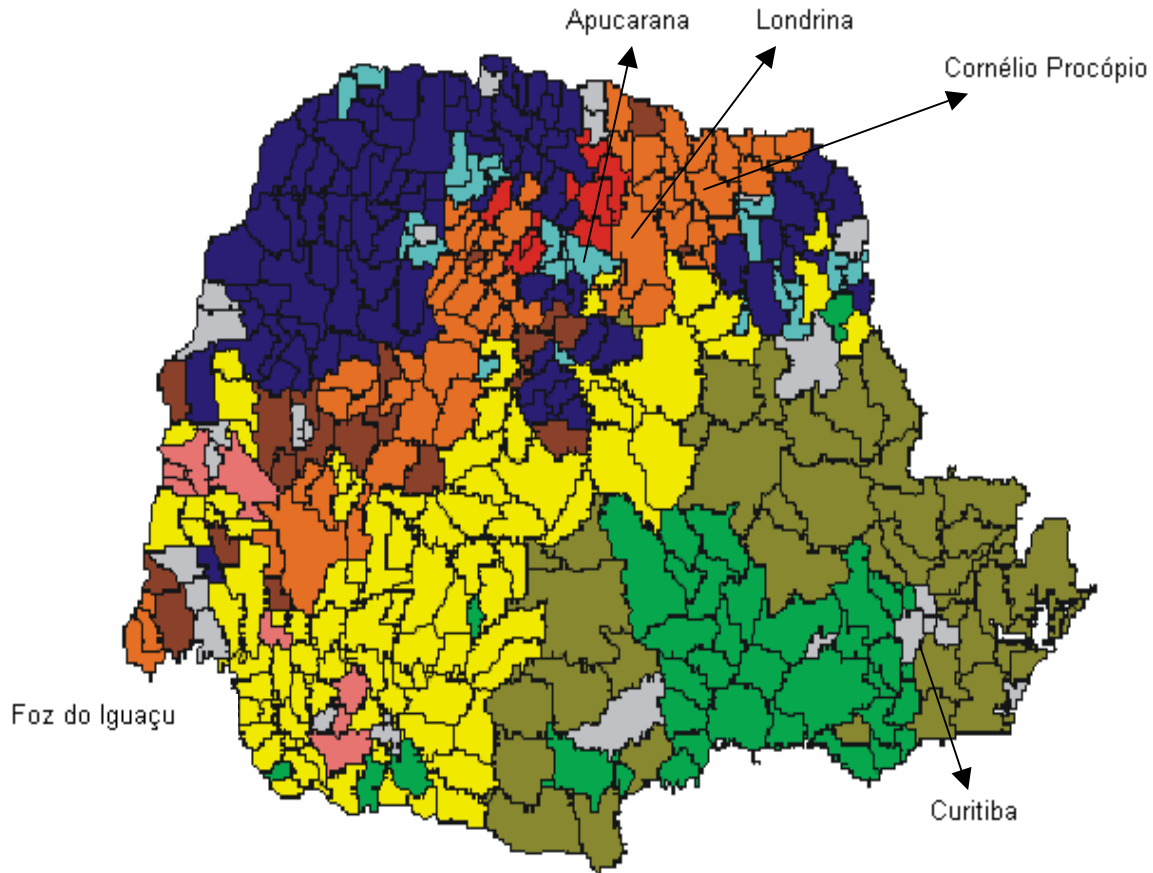 Apucarana
Londrina
Cornélio Procópio
Foz do Iguaçu
Curitiba